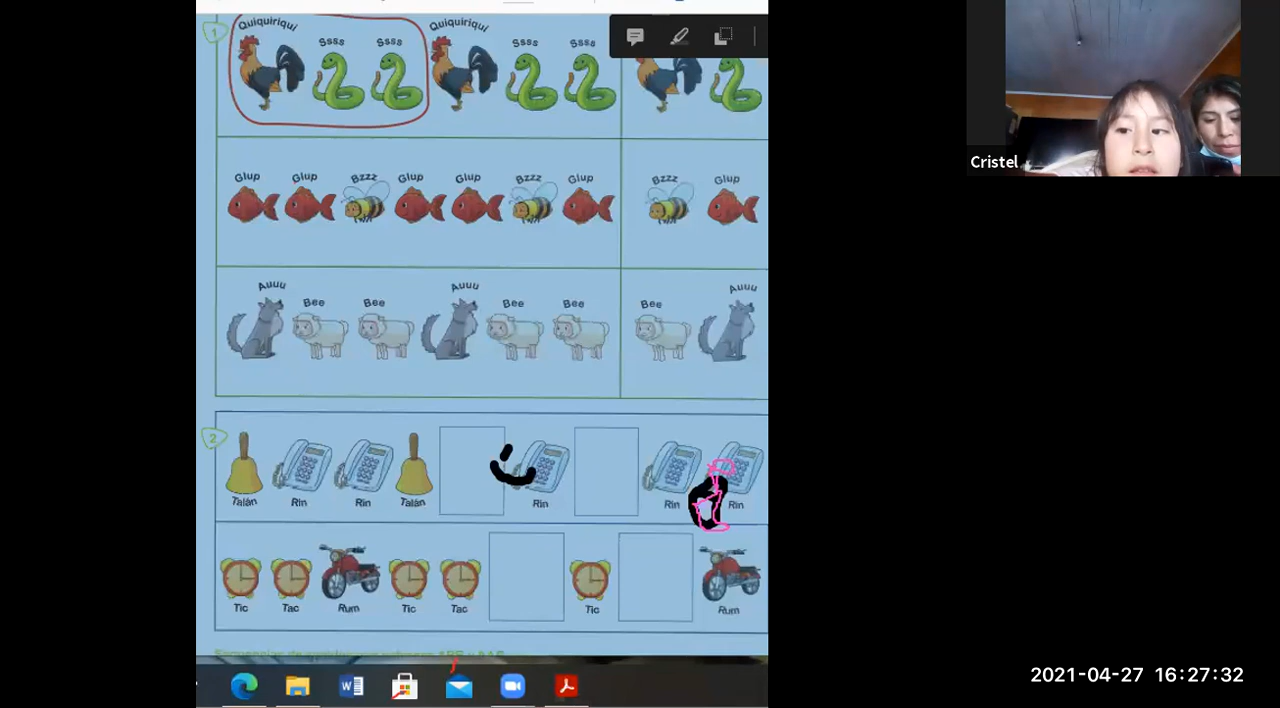 1
Quiquiriquí Ssss Ssss Quiquiriquí Ssss Ssss
Glup Glup Bzzz Glup Glup Bzzz Glup Bzzz Glup
Auuu Bee Bee Auuu Bee Bee Bee Auuu
2
Talán Rin Rin Talán Rin Rin Rin
Tic Tac Rum Tic Tac Tic Rum
Cristel
2021-04-27 16:27:32